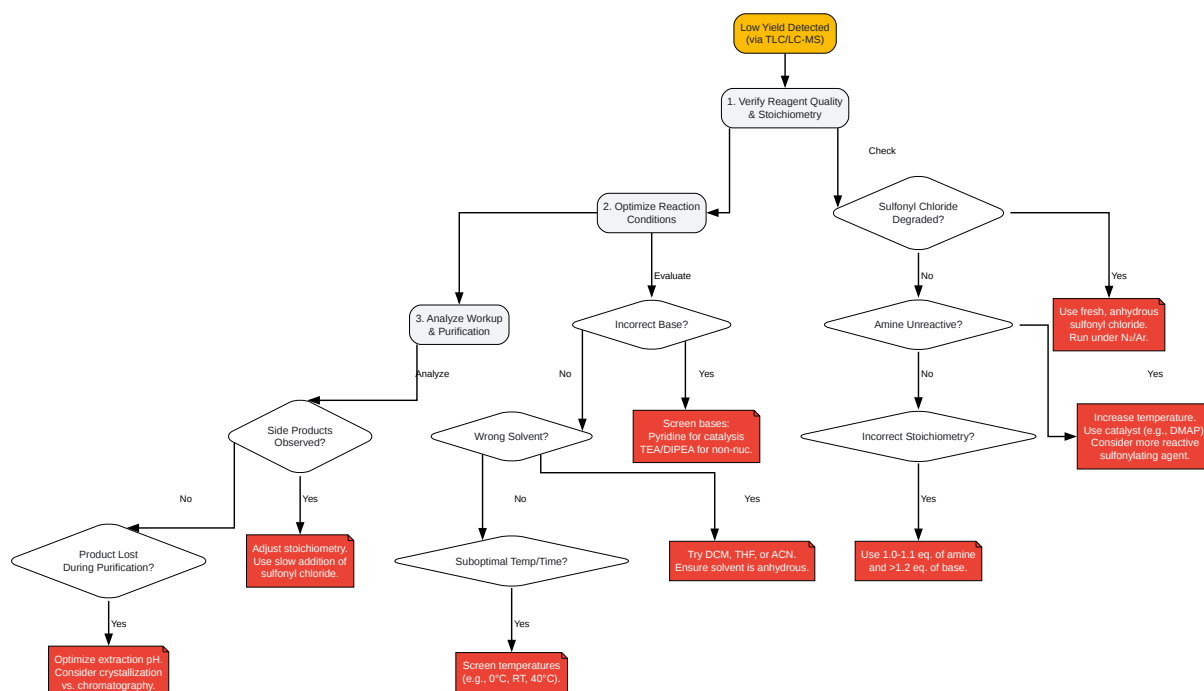 Low Yield Detected
(via TLC/LC-MS)
1. Verify Reagent Quality
& Stoichiometry
Check
2. Optimize Reaction
Conditions
Sulfonyl Chloride
Degraded?
Evaluate
No
Yes
3. Analyze Workup
& Purification
Incorrect Base?
Amine Unreactive?
Use fresh, anhydrous
sulfonyl chloride.
Run under N₂/Ar.
Analyze
No
Yes
No
Yes
Side Products
Observed?
Wrong Solvent?
Screen bases:
Pyridine for catalysis
TEA/DIPEA for non-nuc.
Incorrect Stoichiometry?
Increase temperature.
Use catalyst (e.g., DMAP).
Consider more reactive
sulfonylating agent.
No
Yes
No
Yes
Yes
Product Lost
During Purification?
Adjust stoichiometry.
Use slow addition of
sulfonyl chloride.
Suboptimal Temp/Time?
Try DCM, THF, or ACN.
Ensure solvent is anhydrous.
Use 1.0-1.1 eq. of amine
and >1.2 eq. of base.
Yes
Yes
Optimize extraction pH.
Consider crystallization
vs. chromatography.
Screen temperatures
(e.g., 0°C, RT, 40°C).